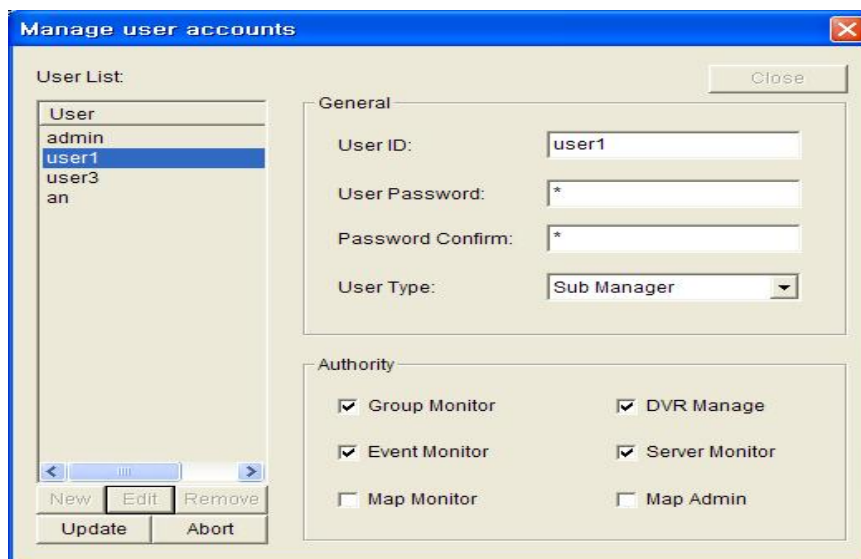 Manage user accounts
User List:
Close
User
admin
user1
user3
an
New Edit Remove
Update Abort
General
User ID: user1
User Password: *
Password Confirm: *
User Type: Sub Manager
Authority
Group Monitor DVR Manage
Event Monitor Server Monitor
Map Monitor Map Admin